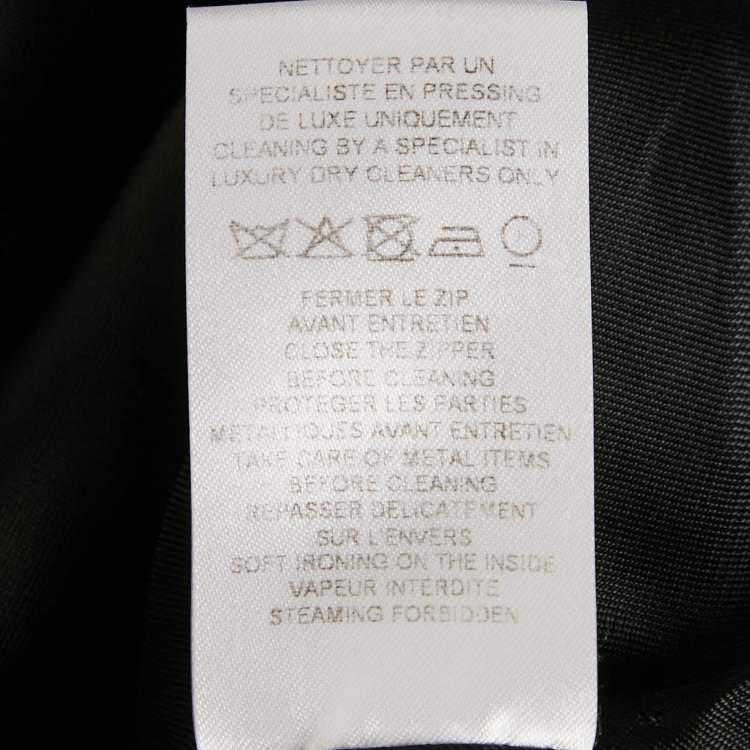 NETTOYER PAR UN
SPECIALISTE EN PRESSING
DE LUXE UNIQUEMENT
CLEANING BY A SPECIALIST IN
LUXURY DRY CLEANERS ONLY
FERMER LE ZIP
AVANT ENTRETIEN
CLOSE THE ZIPPER
BEFORE CLEANING
PROTEGER LES PARTIES
METALLIQUES AVANT ENTRETIEN
TAKE CARE OF METAL ITEMS
BEFORE CLEANING
REPASSER DELICATEMENT
SUR L'ENVERS
SOFT IRONING ON THE INSIDE
VAPEUR INTERDITE
STEAMING FORBIDDEN